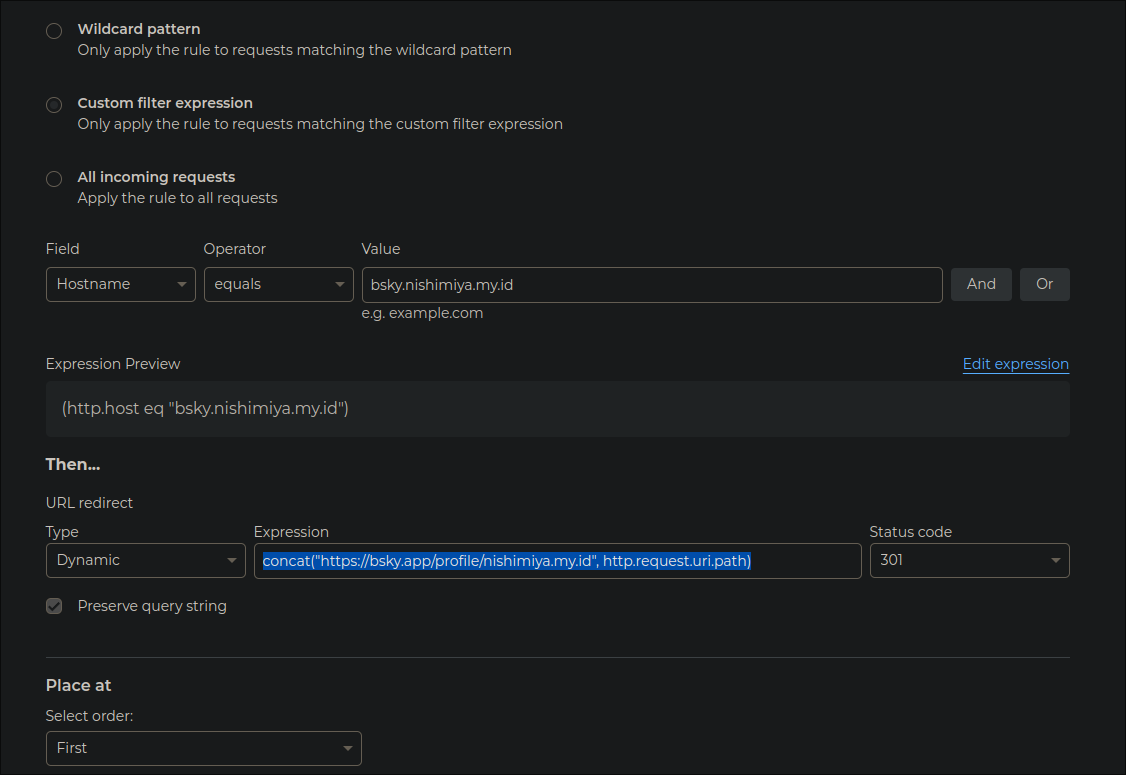 Wildcard pattern
Only apply the rule to requests matching the wildcard pattern
Custom filter expression
Only apply the rule to requests matching the custom filter expression
All incoming requests
Apply the rule to all requests
Field Operator Value
Hostname equals bsky.nishimiya.my.id And Or
e.g. example.com
Expression Preview Edit expression
(http.host eq "bsky.nishimiya.my.id")
Then...
URL redirect
Type Expression Status code
Dynamic concat("https://bsky.app/profile/nishimiya.my.id", http.request.uri.path) 301
Preserve query string
Place at
Select order:
First